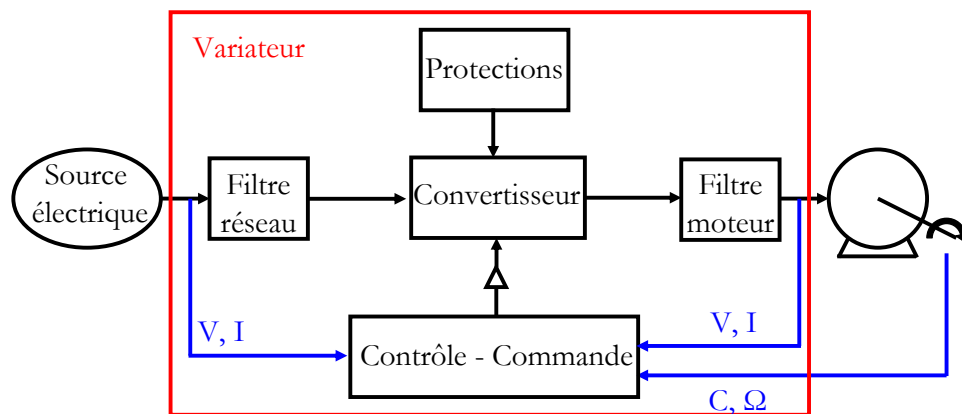 Variateur
Protections
Source
électrique
Filtre
réseau
Convertisseur
Filtre
moteur
V, I
Contrôle - Commande
V, I
C, Ω